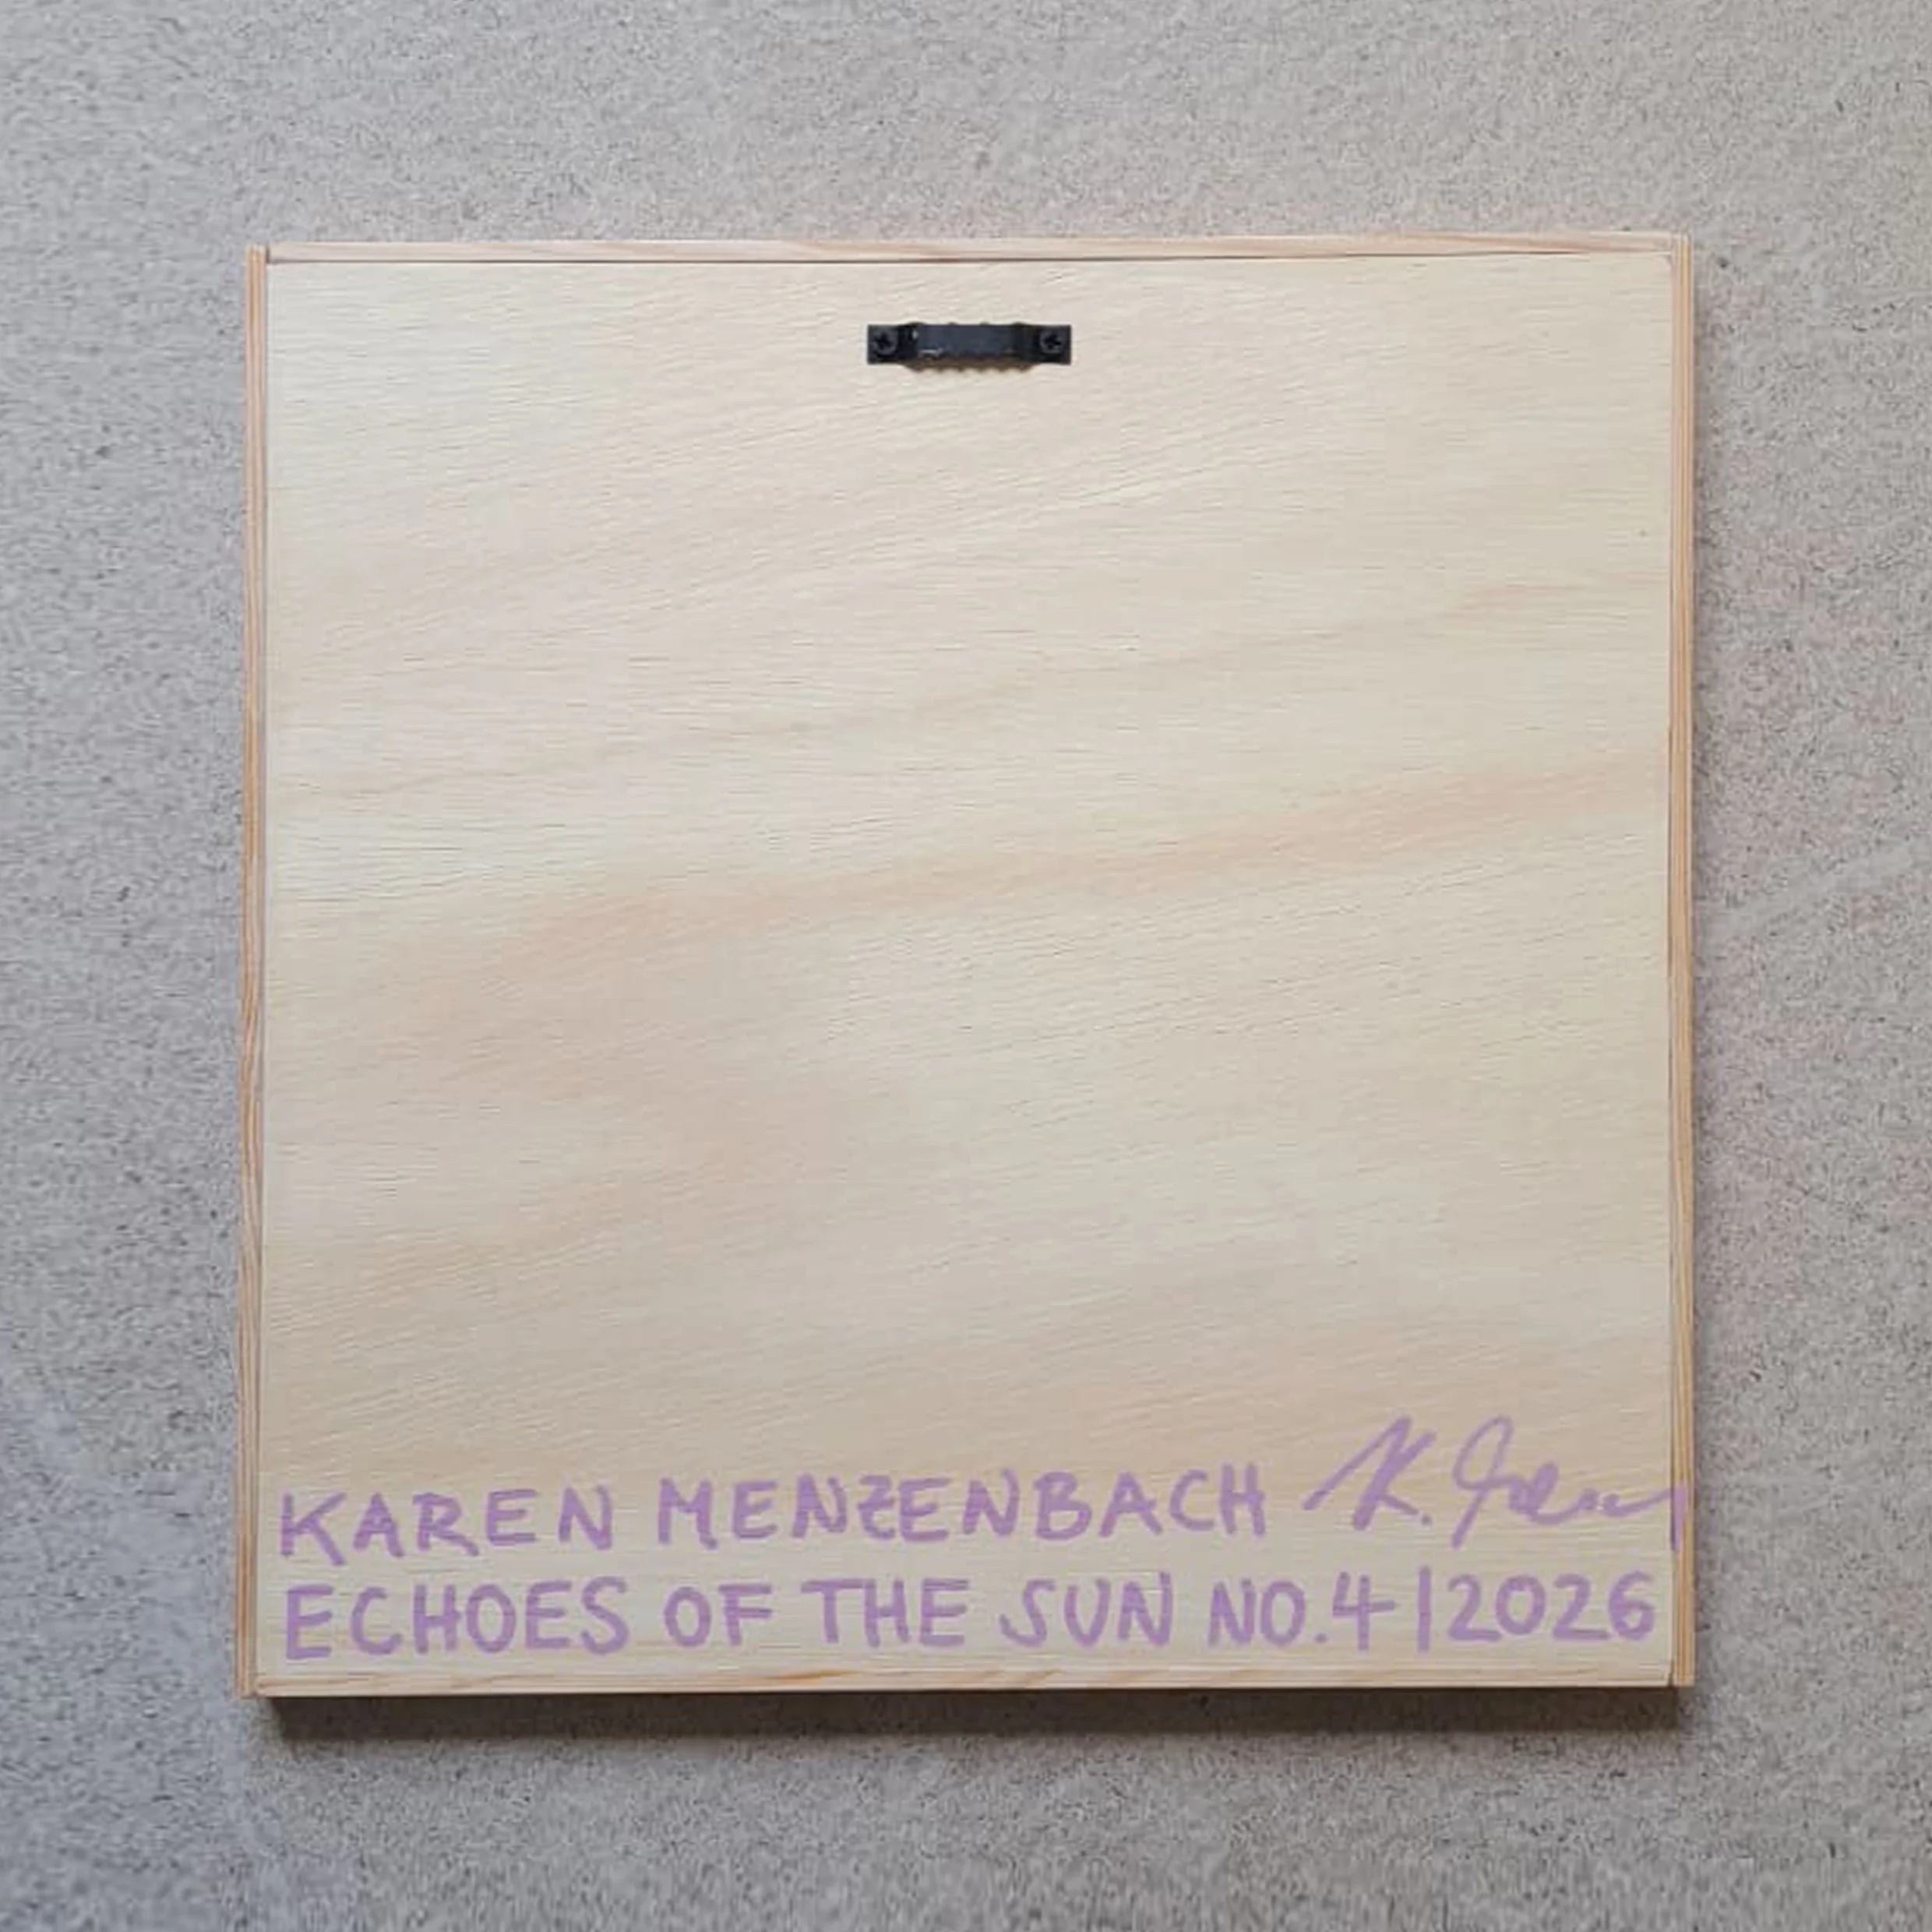 KAREN MENZENBACH K.
ECHOES OF THE SUN NO.4|2026